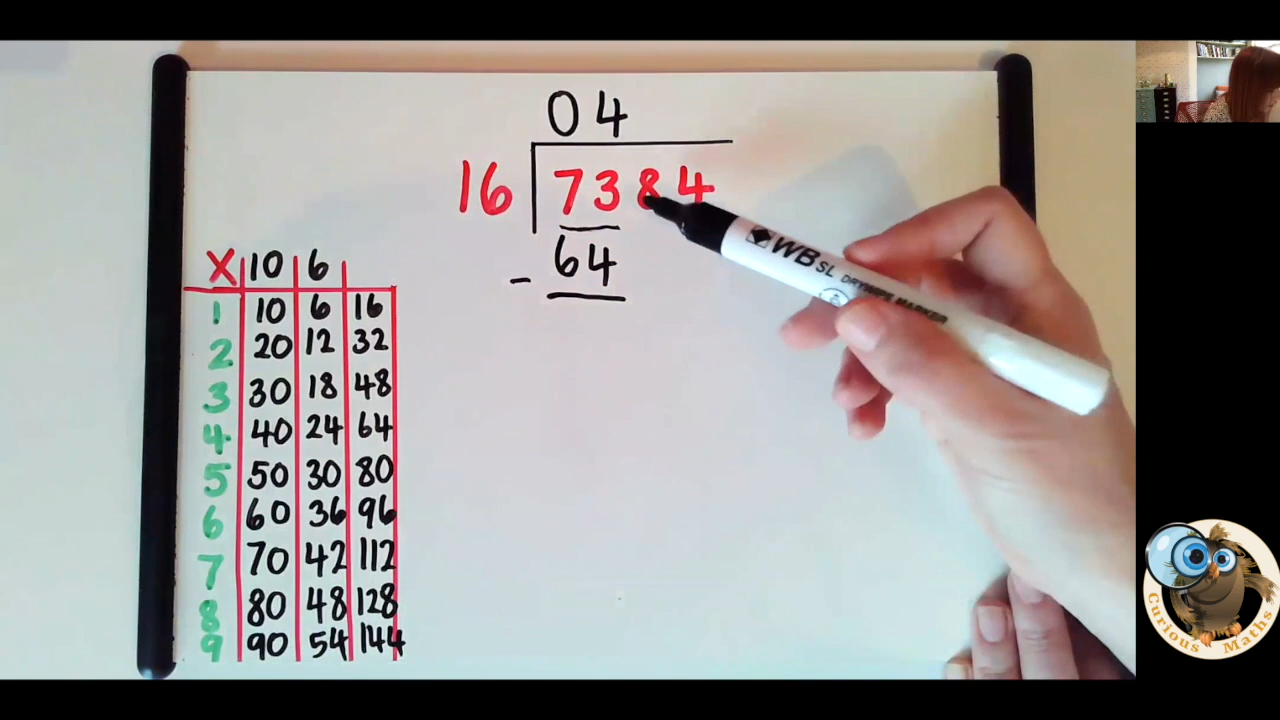 04
16 7384
- 64
X 10 6
1 10 6 16
2 20 12 32
3 30 18 48
4 40 24 64
5 50 30 80
6 60 36 96
7 70 42 112
8 80 48 128
9 90 54 144
WB SL DRYWIPE MARKER
Curious Maths